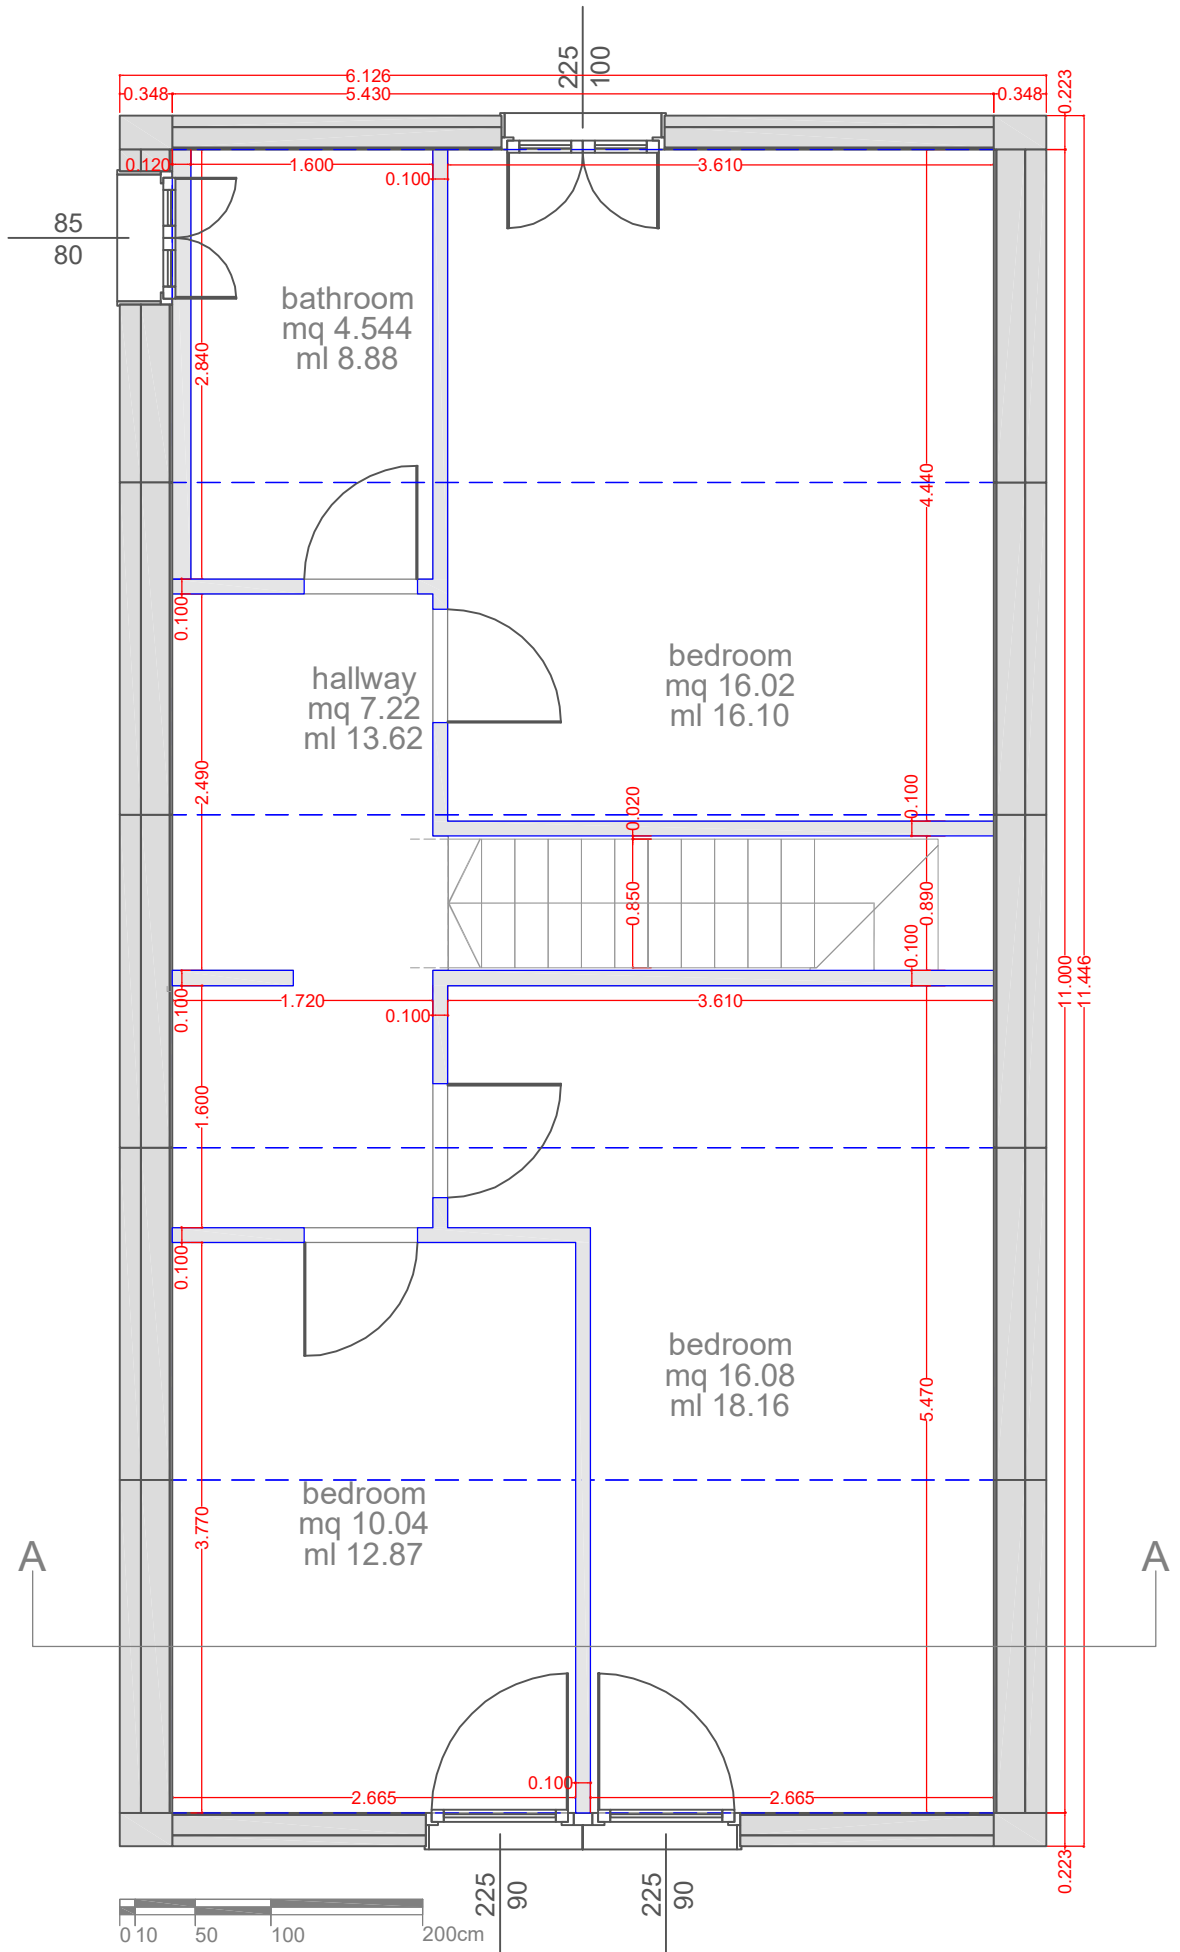 225
100
6.126
0.348
5.430
0.348
0.223
0.120
1.600
0.100
3.610
85
80
bathroom
mq 4.544
ml 8.88
2.840
4.440
0.100
hallway
mq 7.22
ml 13.62
bedroom
mq 16.02
ml 16.10
2.490
0.020
0.100
0.850
0.890
0.100
0.100
1.720
0.100
3.610
11.000
11.446
1.600
0.100
bedroom
mq 16.08
ml 18.16
5.470
bedroom
mq 10.04
ml 12.87
3.770
A
A
0.100
2.665
2.665
225
90
225
90
0.223
0 10 50 100 200cm